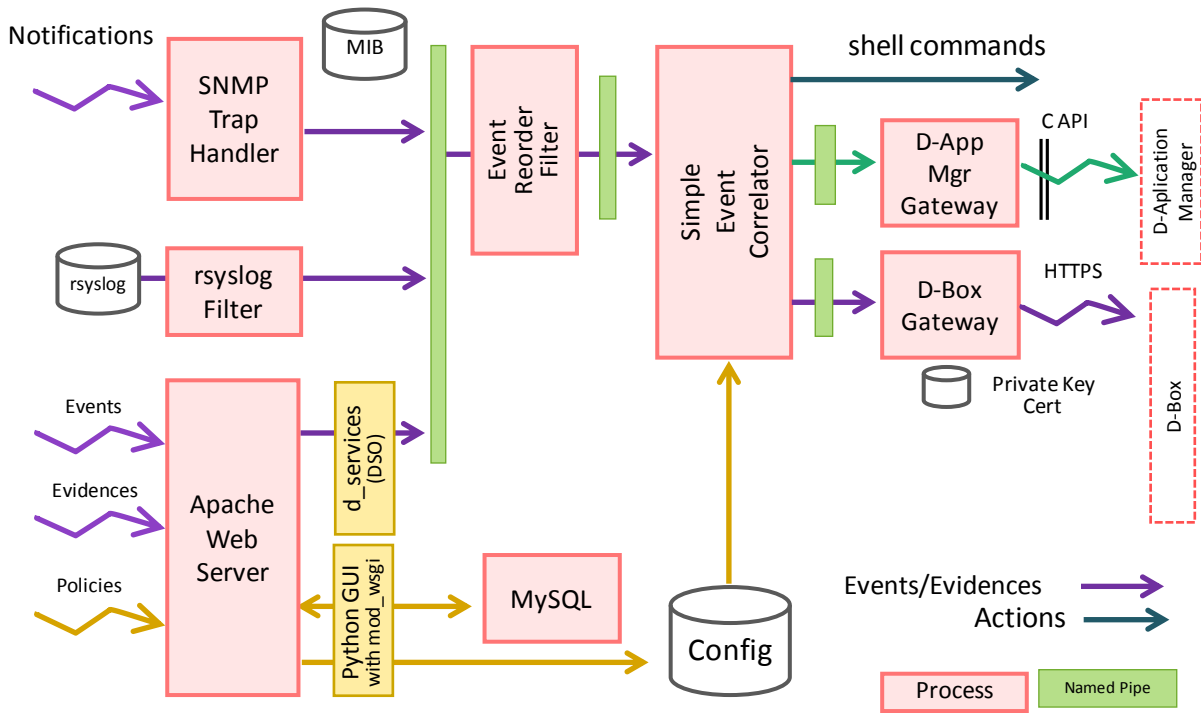 Notifications
SNMP
Trap
Handler
MIB
rsyslog
rsyslog
Filter
Events
Evidences
Policies
Apache
Web
Server
d_services
(DSO)
Python GUI
with mod_wsgi
MySQL
Event
Reorder
Filter
Simple
Event
Correlator
Config
shell commands
D-App
Mgr
Gateway
C API
D-Aplication
Manager
D-Box
Gateway
HTTPS
D-Box
Private Key
Cert
Events/Evidences
Actions
Process
Named Pipe